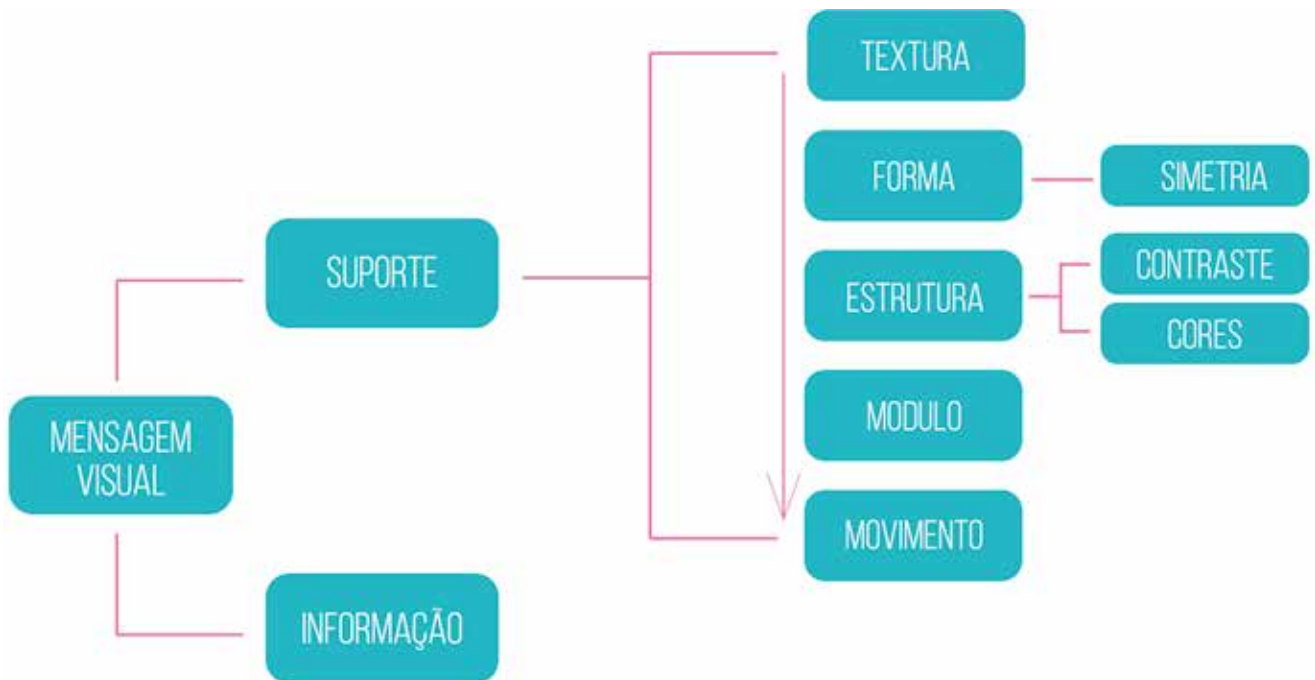 TEXTURA
FORMA
SIMETRIA
SUPORTE
CONTRASTE
ESTRUTURA
CORES
MODULO
MENSAGEM
VISUAL
MOVIMENTO
INFORMAÇÃO